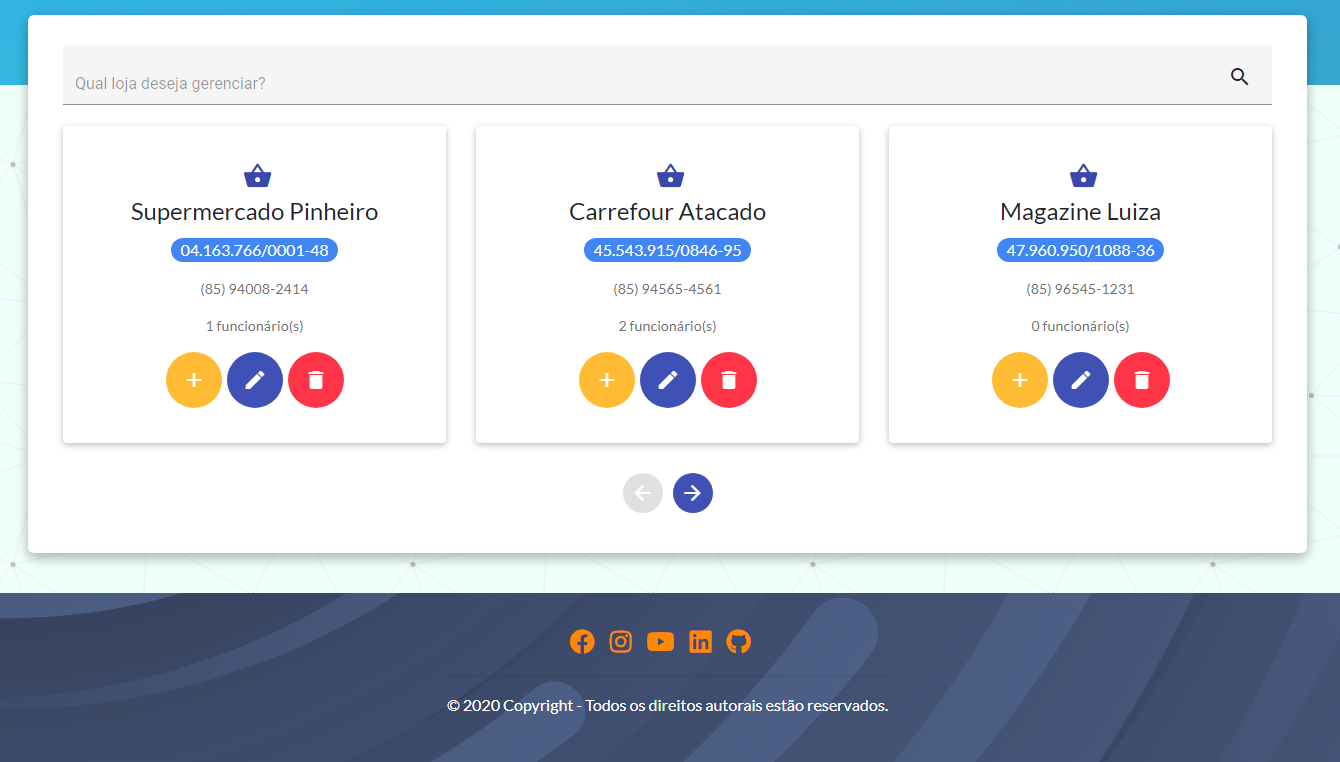 Qual loja deseja gerenciar?
Supermercado Pinheiro
04.163.766/0001-48
(85) 94008-2414
1 funcionário(s)
Carrefour Atacado
45.543.915/0846-95
(85) 94565-4561
2 funcionário(s)
Magazine Luiza
47.960.950/1088-36
(85) 96545-1231
0 funcionário(s)
© 2020 Copyright - Todos os direitos autorais estão reservados.